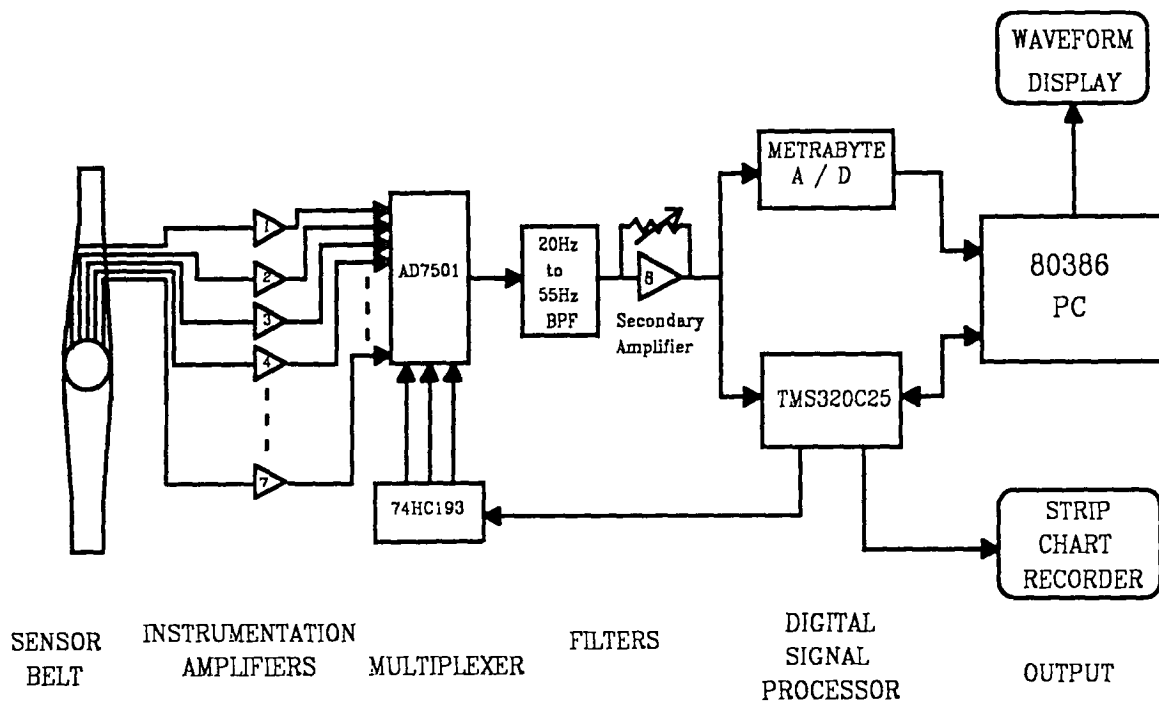 WAVEFORM
DISPLAY
METRABYTE
A / D
1
2
3
4
7
AD7501
20Hz
to
55Hz
BPF
8
Secondary
Amplifier
80386
PC
TMS320C25
74HC193
STRIP
CHART
RECORDER
SENSOR
BELT
INSTRUMENTATION
AMPLIFIERS
MULTIPLEXER
FILTERS
DIGITAL
SIGNAL
PROCESSOR
OUTPUT